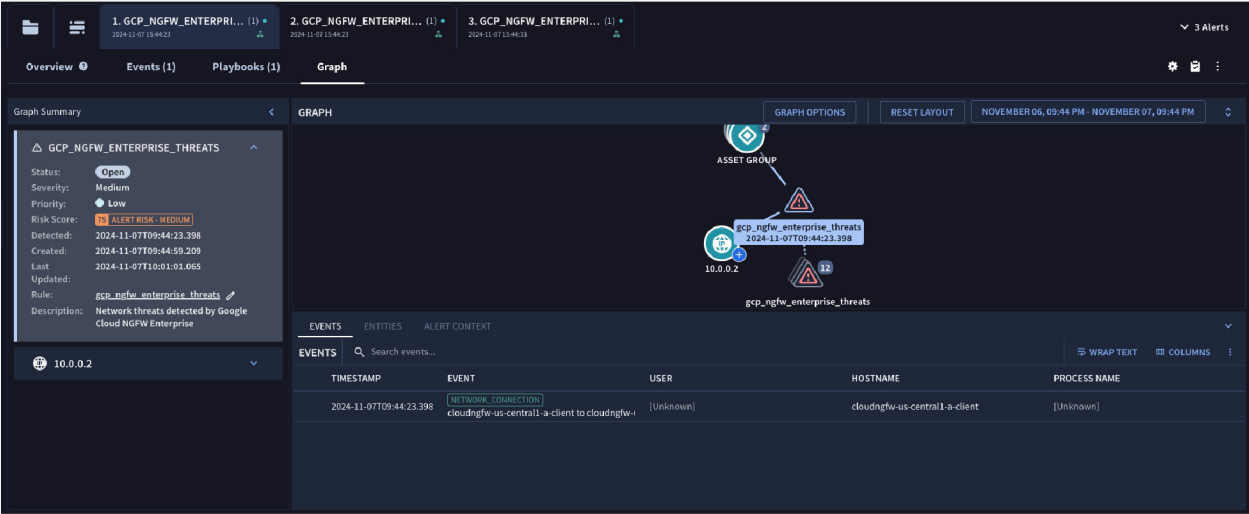 1. GCP_NGFW_ENTERPRI... (1)
2024-11-07 15:44:23
2. GCP_NGFW_ENTERPRI... (1)
2024-11-07 15:44:23
3. GCP_NGFW_ENTERPRI... (1)
2024-11-07 15:44:33
3 Alerts
Overview
Events (1)
Playbooks (1)
Graph
Graph Summary
GCP_NGFW_ENTERPRISE_THREATS
Status: Open
Severity: Medium
Priority: Low
Risk Score: 75 ALERT RISK - MEDIUM
Detected: 2024-11-07T09:44:23.398
Created: 2024-11-07T09:44:59.209
Last 2024-11-07T10:01:01.065
Updated:
Rule: gcp_ngfw_enterprise_threats
Description: Network threats detected by Google
Cloud NGFW Enterprise
10.0.0.2
GRAPH
GRAPH OPTIONS
RESET LAYOUT
NOVEMBER 06, 09:44 PM - NOVEMBER 07, 09:44 PM
2
ASSET GROUP
gcp_ngfw_enterprise_threats
2024-11-07T09:44:23.398
IP
10.0.0.2
12
gcp_ngfw_enterprise_threats
EVENTS ENTITIES ALERT CONTEXT
EVENTS Search events...
WRAP TEXT COLUMNS
TIMESTAMP EVENT USER HOSTNAME PROCESS NAME
NETWORK_CONNECTION
2024-11-07T09:44:23.398 cloudngfw-us-central1-a-client to cloudngfw-u [Unknown] cloudngfw-us-central1-a-client [Unknown]